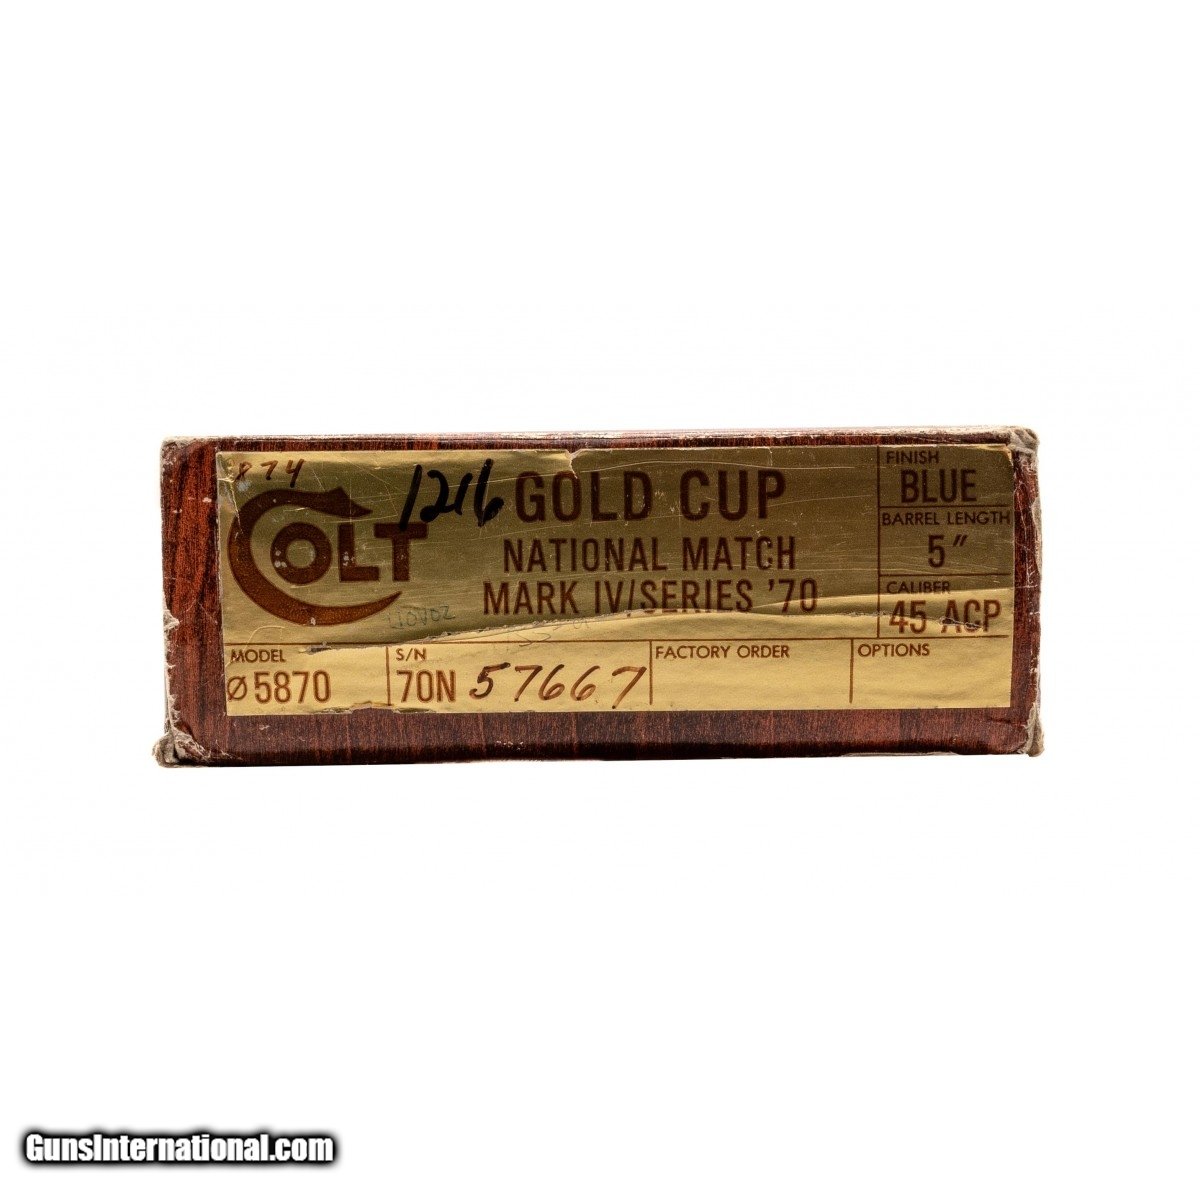 874
COLT
1216
GOLD CUP
NATIONAL MATCH
MARK IV/SERIES '70
FINISH
BLUE
BARREL LENGTH
5"
CALIBER
45 ACP
MODEL
Ø5870
S/N
70N 57667
FACTORY ORDER
OPTIONS
GunsInternational.com